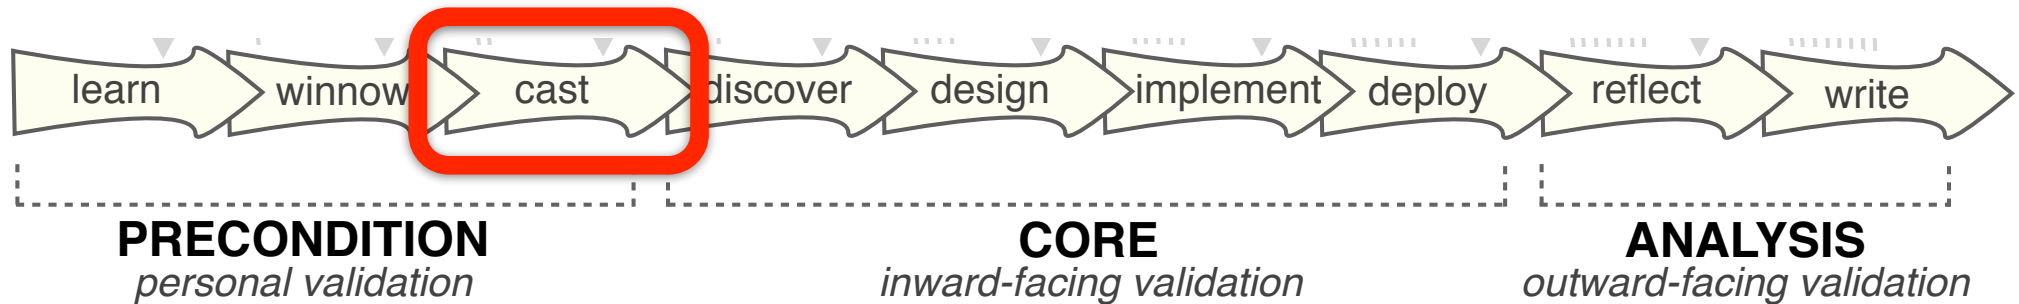 learn winnow cast discover design implement deploy reflect write
PRECONDITION CORE ANALYSIS
personal validation inward-facing validation outward-facing validation